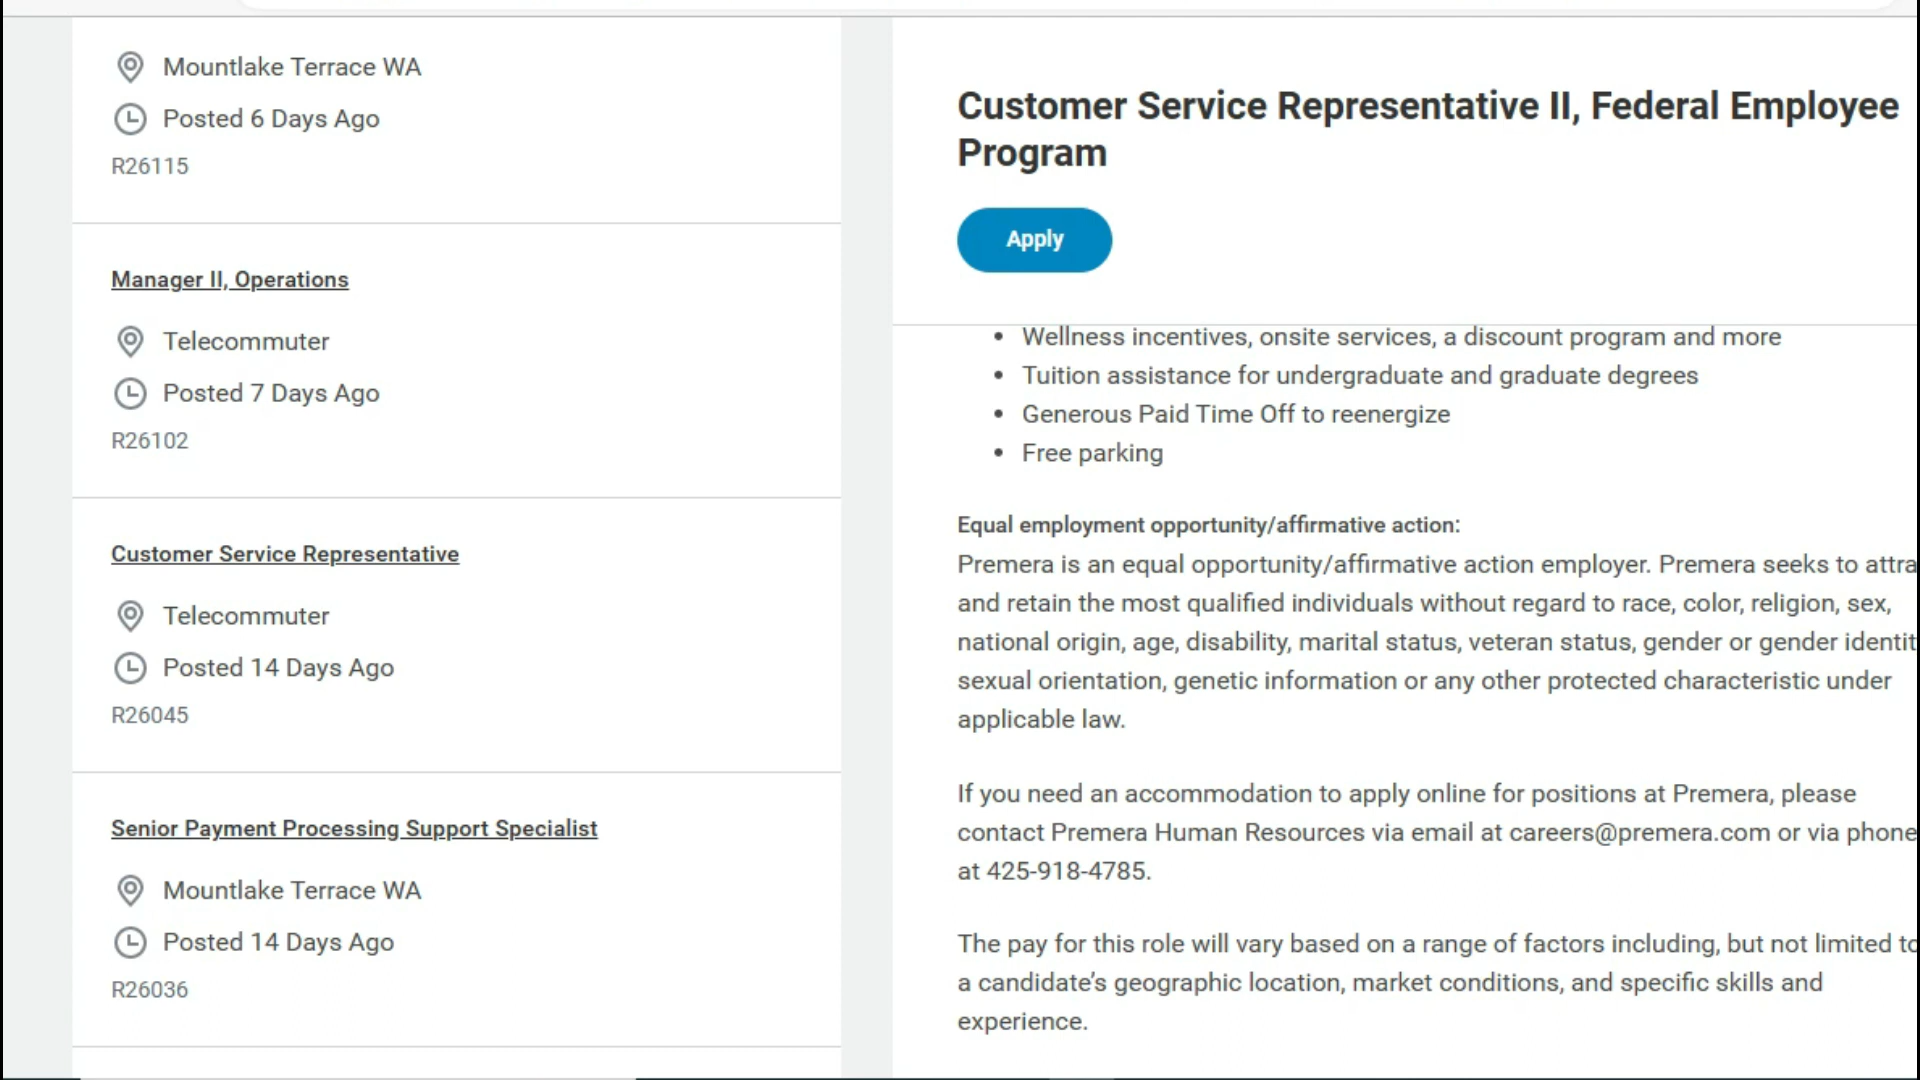 Mountlake Terrace WA
Posted 6 Days Ago
R26115
Manager II, Operations
Telecommuter
Posted 7 Days Ago
R26102
Customer Service Representative
Telecommuter
Posted 14 Days Ago
R26045
Senior Payment Processing Support Specialist
Mountlake Terrace WA
Posted 14 Days Ago
R26036
Customer Service Representative II, Federal Employee
Program
Apply
• Wellness incentives, onsite services, a discount program and more
• Tuition assistance for undergraduate and graduate degrees
• Generous Paid Time Off to reenergize
• Free parking
Equal employment opportunity/affirmative action:
Premera is an equal opportunity/affirmative action employer. Premera seeks to attra
and retain the most qualified individuals without regard to race, color, religion, sex,
national origin, age, disability, marital status, veteran status, gender or gender identit
sexual orientation, genetic information or any other protected characteristic under
applicable law.
If you need an accommodation to apply online for positions at Premera, please
contact Premera Human Resources via email at careers@premera.com or via phone
at 425-918-4785.
The pay for this role will vary based on a range of factors including, but not limited to
a candidate’s geographic location, market conditions, and specific skills and
experience.